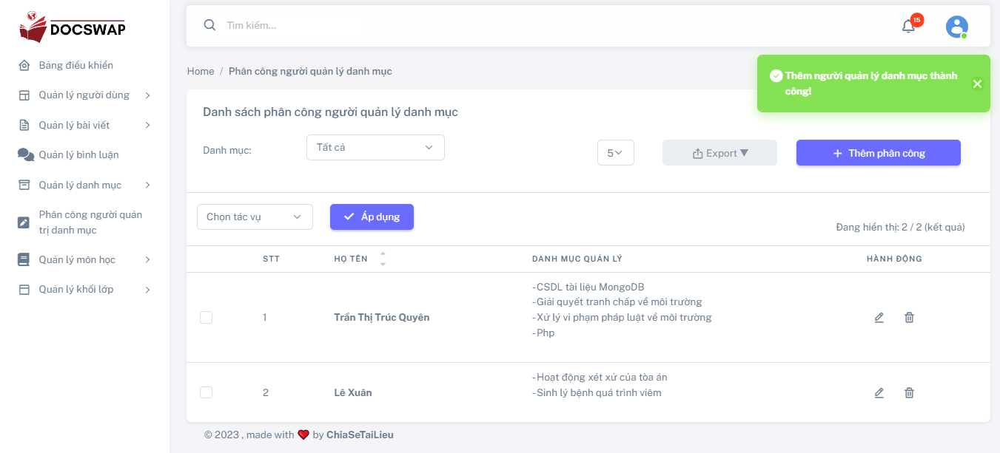 DOCSWAP
Tìm kiếm...
15
Bảng điều khiển
Quản lý người dùng
Quản lý bài viết
Quản lý bình luận
Quản lý danh mục
Phân công người quản
trị danh mục
Quản lý môn học
Quản lý khối lớp
Home / Phân công người quản lý danh mục
Thêm người quản lý danh mục thành
công!
Danh sách phân công người quản lý danh mục
Danh mục:
Tất cả
5
Export ▼
+ Thêm phân công
Chọn tác vụ
Áp dụng
Đang hiển thị: 2 / 2 (kết quả)
STT HỌ TÊN DANH MỤC QUẢN LÝ HÀNH ĐỘNG
- CSDL tài liệu MongoDB
- Giải quyết tranh chấp về môi trường
1 Trần Thị Trúc Quyên - Xử lý vi phạm pháp luật về môi trường
- Php
- Hoạt động xét xử của tòa án
2 Lê Xuân - Sinh lý bệnh quá trình viêm
© 2023 , made with ❤️ by ChiaSeTaiLieu